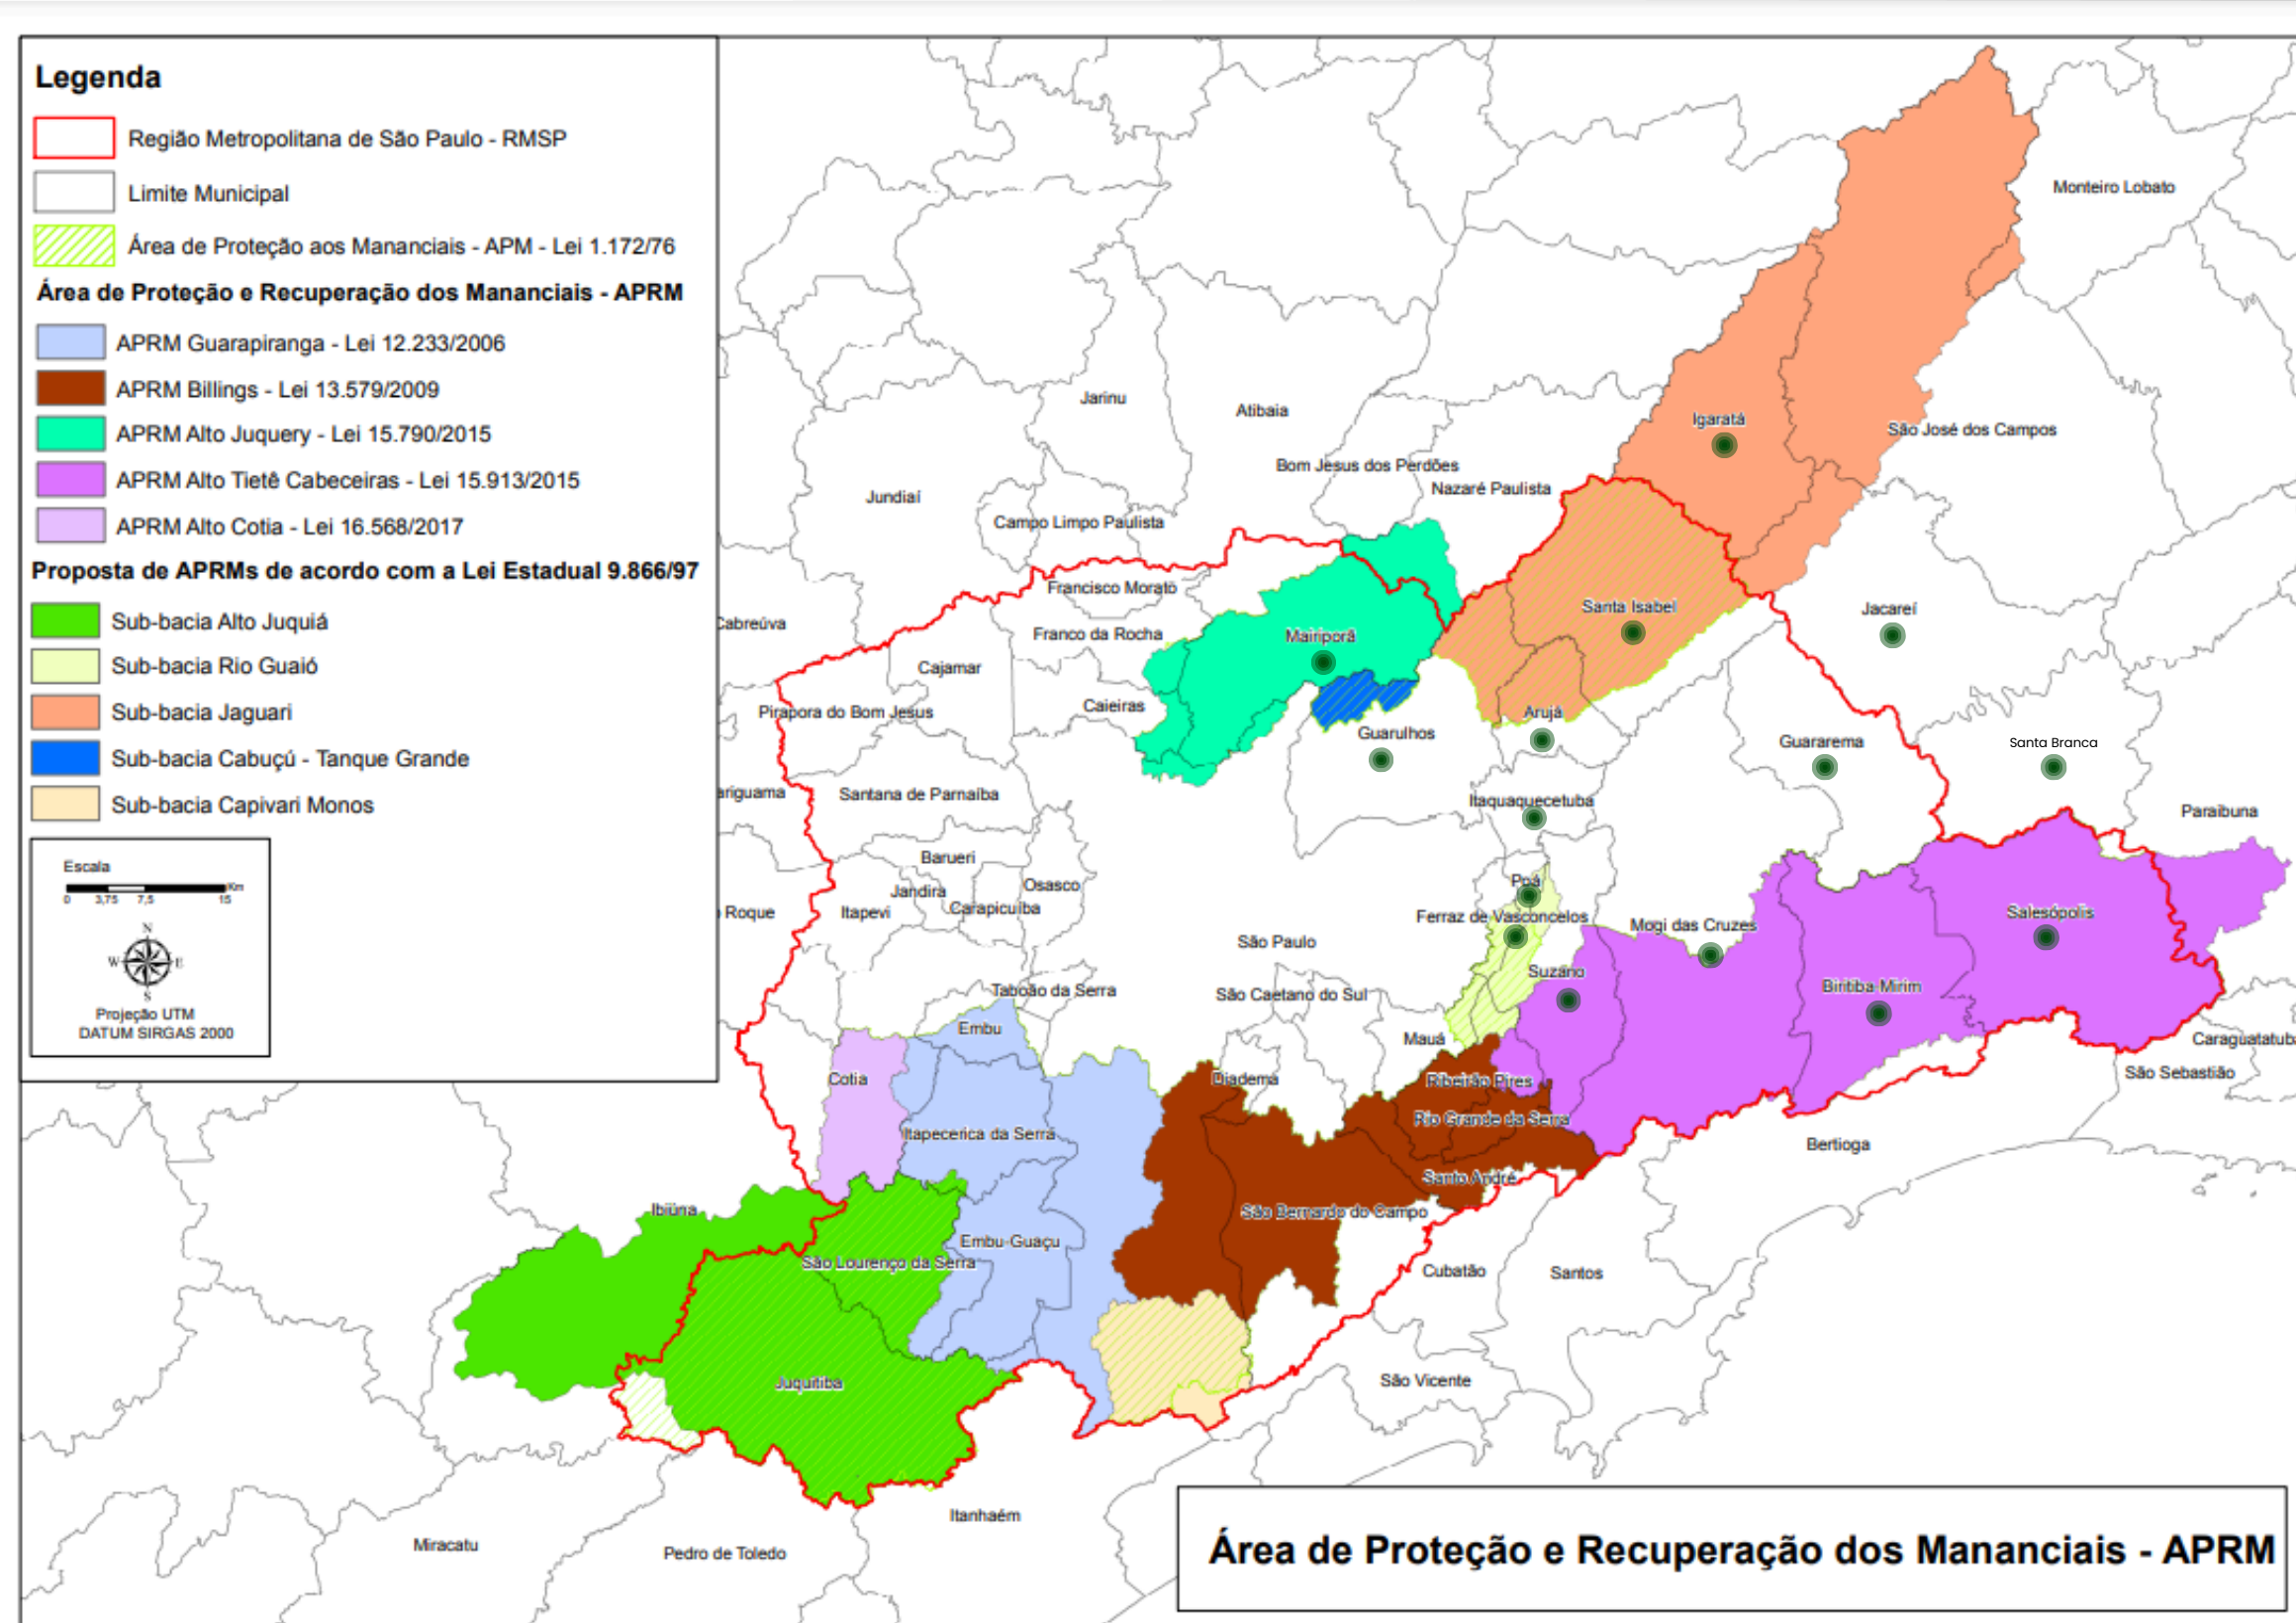 Legenda
Região Metropolitana de São Paulo - RMSP
Limite Municipal
Área de Proteção aos Mananciais - APM - Lei 1.172/76
Área de Proteção e Recuperação dos Mananciais - APRM
APRM Guarapiranga - Lei 12.233/2006
APRM Billings - Lei 13.579/2009
APRM Alto Juquery - Lei 15.790/2015
APRM Alto Tietê Cabeceiras - Lei 15.913/2015
APRM Alto Cotia - Lei 16.568/2017
Proposta de APRMs de acordo com a Lei Estadual 9.866/97
Sub-bacia Alto Juquiá
Sub-bacia Rio Guaió
Sub-bacia Jaguari
Sub-bacia Cabuçú - Tanque Grande
Sub-bacia Capivari Monos
Escala
Km
0 3,75 7,5 15
N
W E
S
Projeção UTM
DATUM SIRGAS 2000
Monteiro Lobato
Jarinu
Atibaia
Igaratá
São José dos Campos
Bom Jesus dos Perdões
Nazaré Paulista
Jundiaí
Campo Limpo Paulista
Francisco Morato
Santa Isabel
Jacareí
Cabreúva
Franco da Rocha
Mairiporã
Cajamar
Pirapora do Bom Jesus
Caieiras
Arujá
Guarulhos
Guararema
Santa Branca
ariguama
Santana de Parnaíba
Itaquaquecetuba
Paraibuna
Barueri
Jandira
Osasco
Poá
Roque
Itapevi
Carapicuíba
Ferraz de Vasconcelos
Mogi das Cruzes
Salesópolis
São Paulo
Suzano
Taboão da Serra
São Caetano do Sul
Biritiba-Mirim
Embu
Mauá
Caraguatatub
Cotia
Diadema
Ribeirão Pires
São Sebastião
Rio Grande da Serra
Itapecerica da Serra
Bertioga
Santo André
Ibiúna
São Bernardo do Campo
Embu-Guaçu
São Lourenço da Serra
Cubatão
Santos
Juquitiba
São Vicente
Itanhaém
Miracatu
Pedro de Toledo
Área de Proteção e Recuperação dos Mananciais - APRM